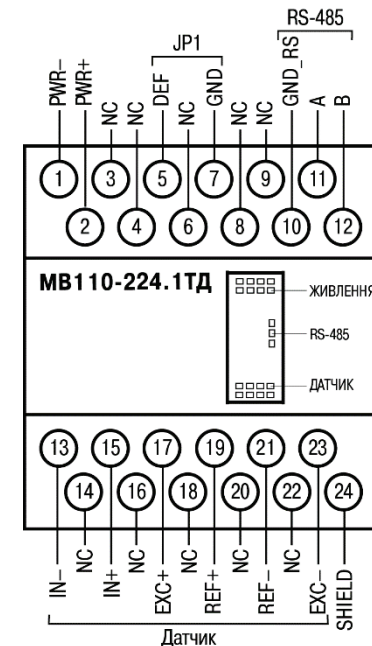 RS-485
JP1
PWR–
PWR+
NC
NC
DEF
NC
GND
NC
NC
GND_RS
A
B
1 3 5 7 9 11
2 4 6 8 10 12
МВ110-224.1ТД
ЖИВЛЕННЯ
RS-485
ДАТЧИК
13 15 17 19 21 23
14 16 18 20 22 24
IN–
NC
IN+
NC
EXC+
NC
REF+
NC
REF–
NC
EXC–
SHIELD
Датчик